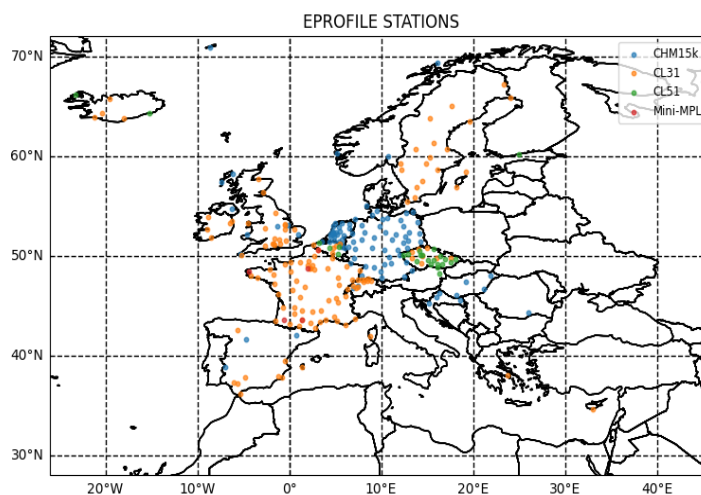 EPROFILE STATIONS
70°N
60°N
50°N
40°N
30°N
20°W
10°W
0°
10°E
20°E
30°E
40°E
CHM15k
CL31
CL51
Mini-MPL